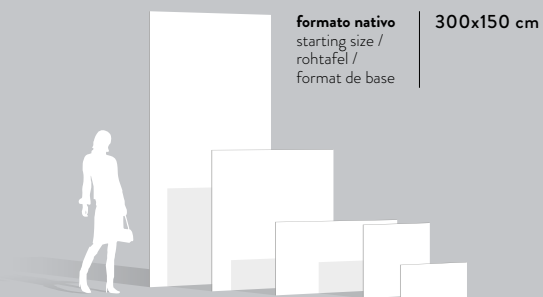 formato nativo
starting size /
rohtafel /
format de base
300x150 cm